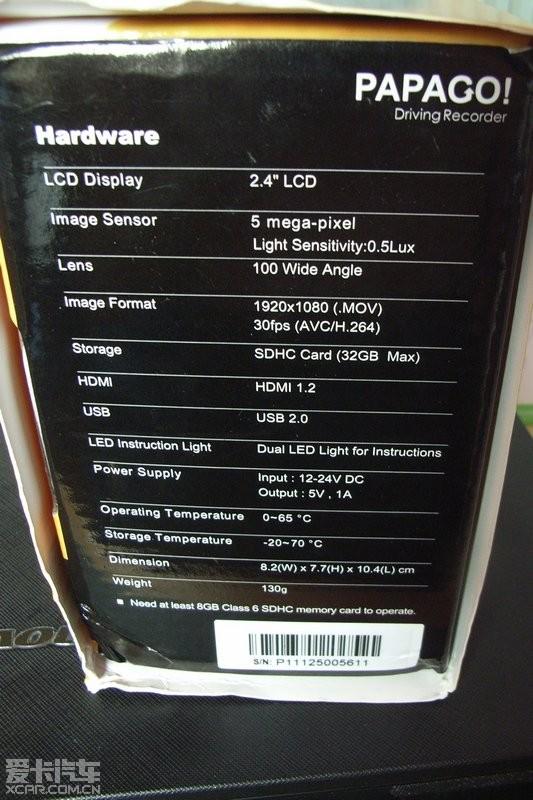 PAPAGO!
Driving Recorder
Hardware
LCD Display 2.4" LCD
Image Sensor 5 mega-pixel
Light Sensitivity:0.5Lux
Lens 100 Wide Angle
Image Format 1920x1080 (.MOV)
30fps (AVC/H.264)
Storage SDHC Card (32GB Max)
HDMI HDMI 1.2
USB USB 2.0
LED Instruction Light Dual LED Light for Instructions
Power Supply Input : 12-24V DC
Output : 5V , 1A
Operating Temperature 0~65 °C
Storage Temperature -20~70 °C
Dimension 8.2(W) x 7.7(H) x 10.4(L) cm
Weight 130g
■ Need at least 8GB Class 6 SDHC memory card to operate.
S/N: P11125005611
爱卡汽车
XCAR.COM.CN